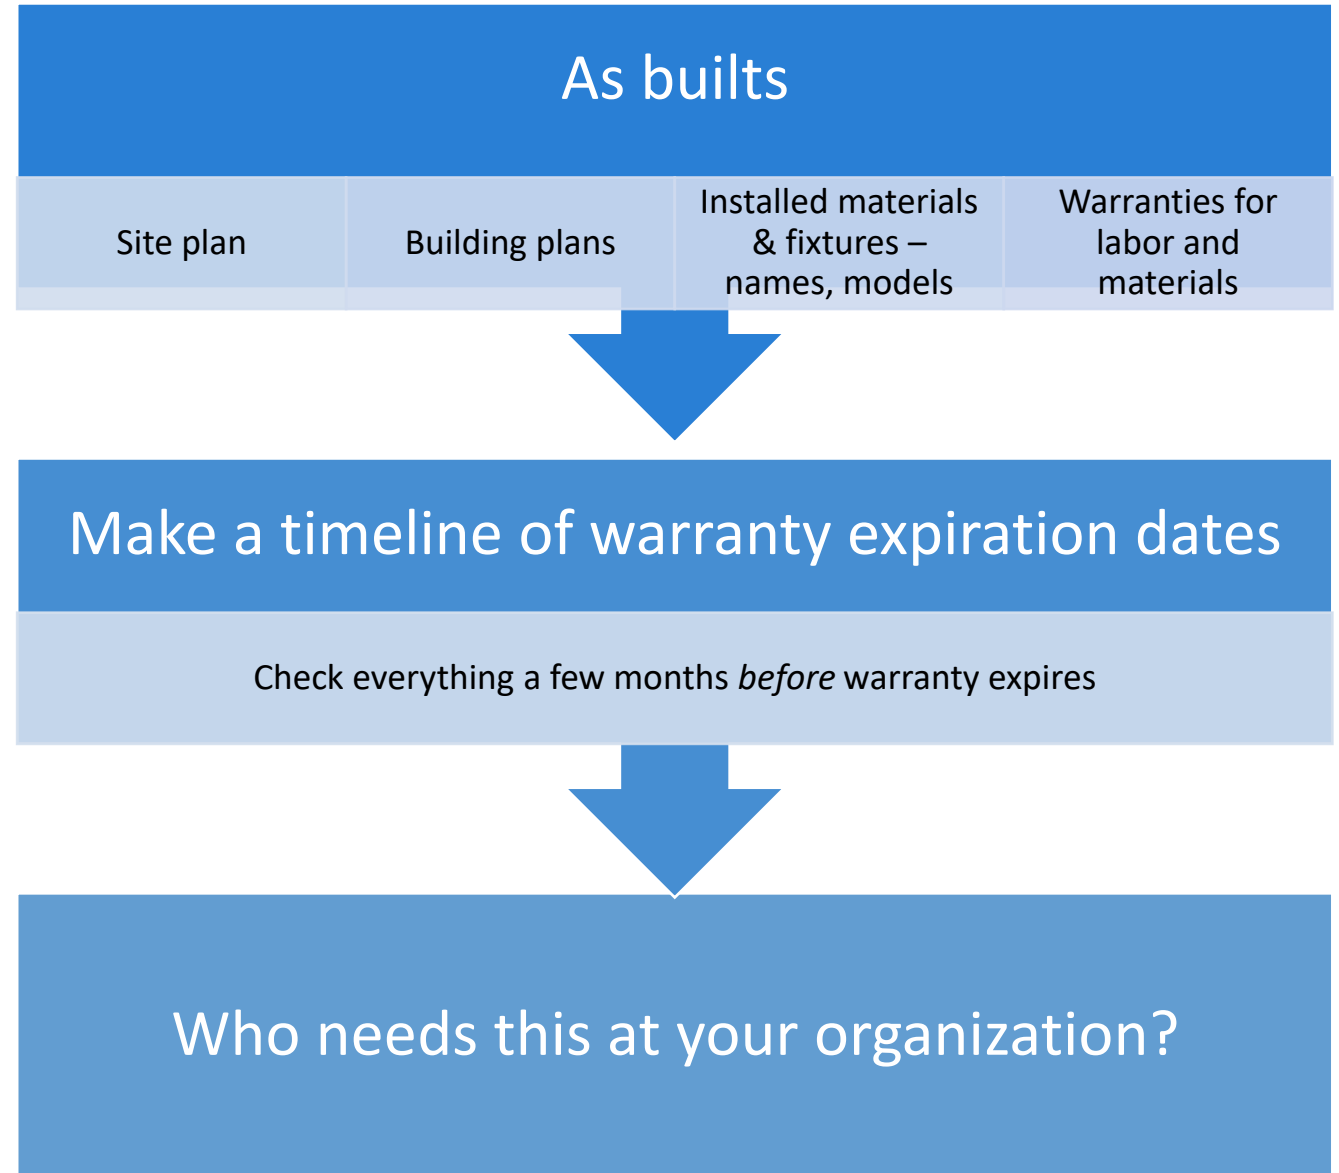 As builts
Site plan
Building plans
Installed materials
& fixtures –
names, models
Warranties for
labor and
materials
Make a timeline of warranty expiration dates
Check everything a few months before warranty expires
Who needs this at your organization?